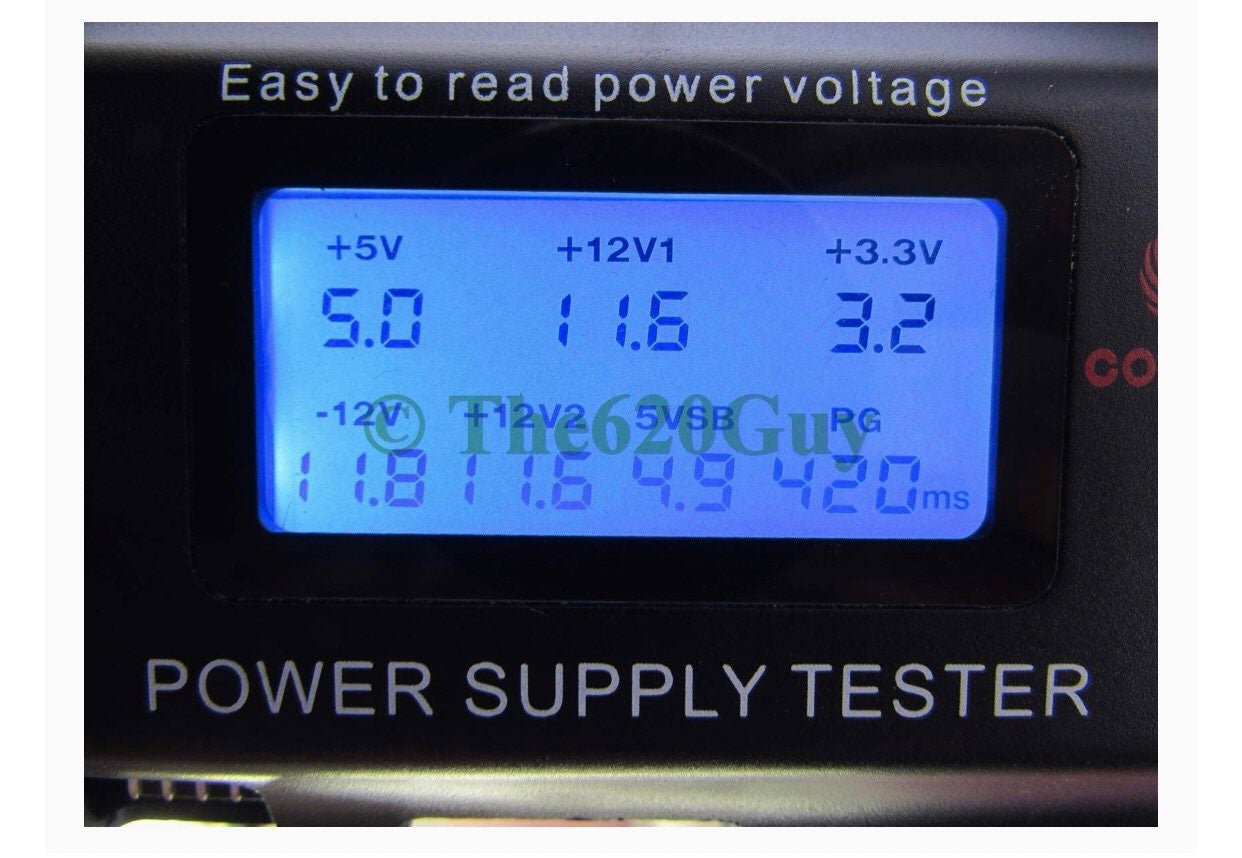 Easy to read power voltage
+5V +12V1 +3.3V
5.0 11.6 3.2
-12V +12V2 5VSB PG
© The620Guy
11.8 11.6 4.9 420ms
co
POWER SUPPLY TESTER